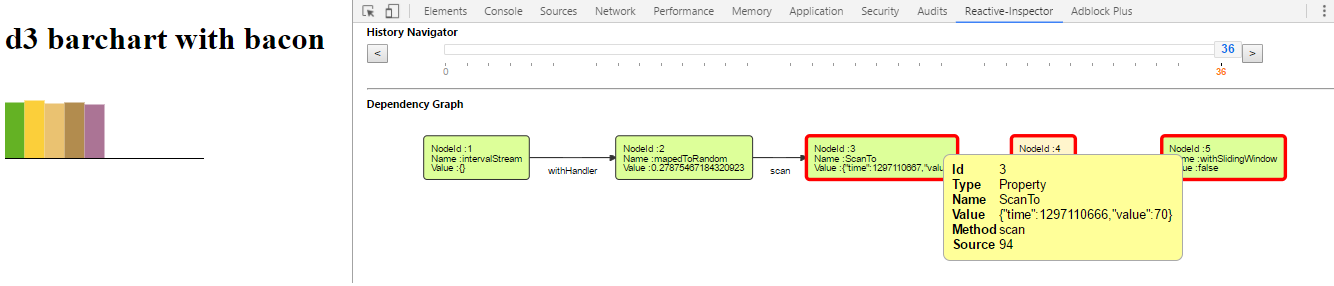 d3 barchart with bacon
Elements Console Sources Network Performance Memory Application Security Audits Reactive-Inspector Adblock Plus
History Navigator
< 36 >
0 36
Dependency Graph
NodeId :1
Name :intervalStream
Value :{}
withHandler
NodeId :2
Name :mapedToRandom
Value :0.27875467184320923
scan
NodeId :3
Name :ScanTo
Value :{"time":1297110667,"valu
NodeId :4
NodeId :5
Name :withSlidingWindow
:false
Id 3
Type Property
Name ScanTo
Value {"time":1297110666,"value":70}
Method scan
Source 94